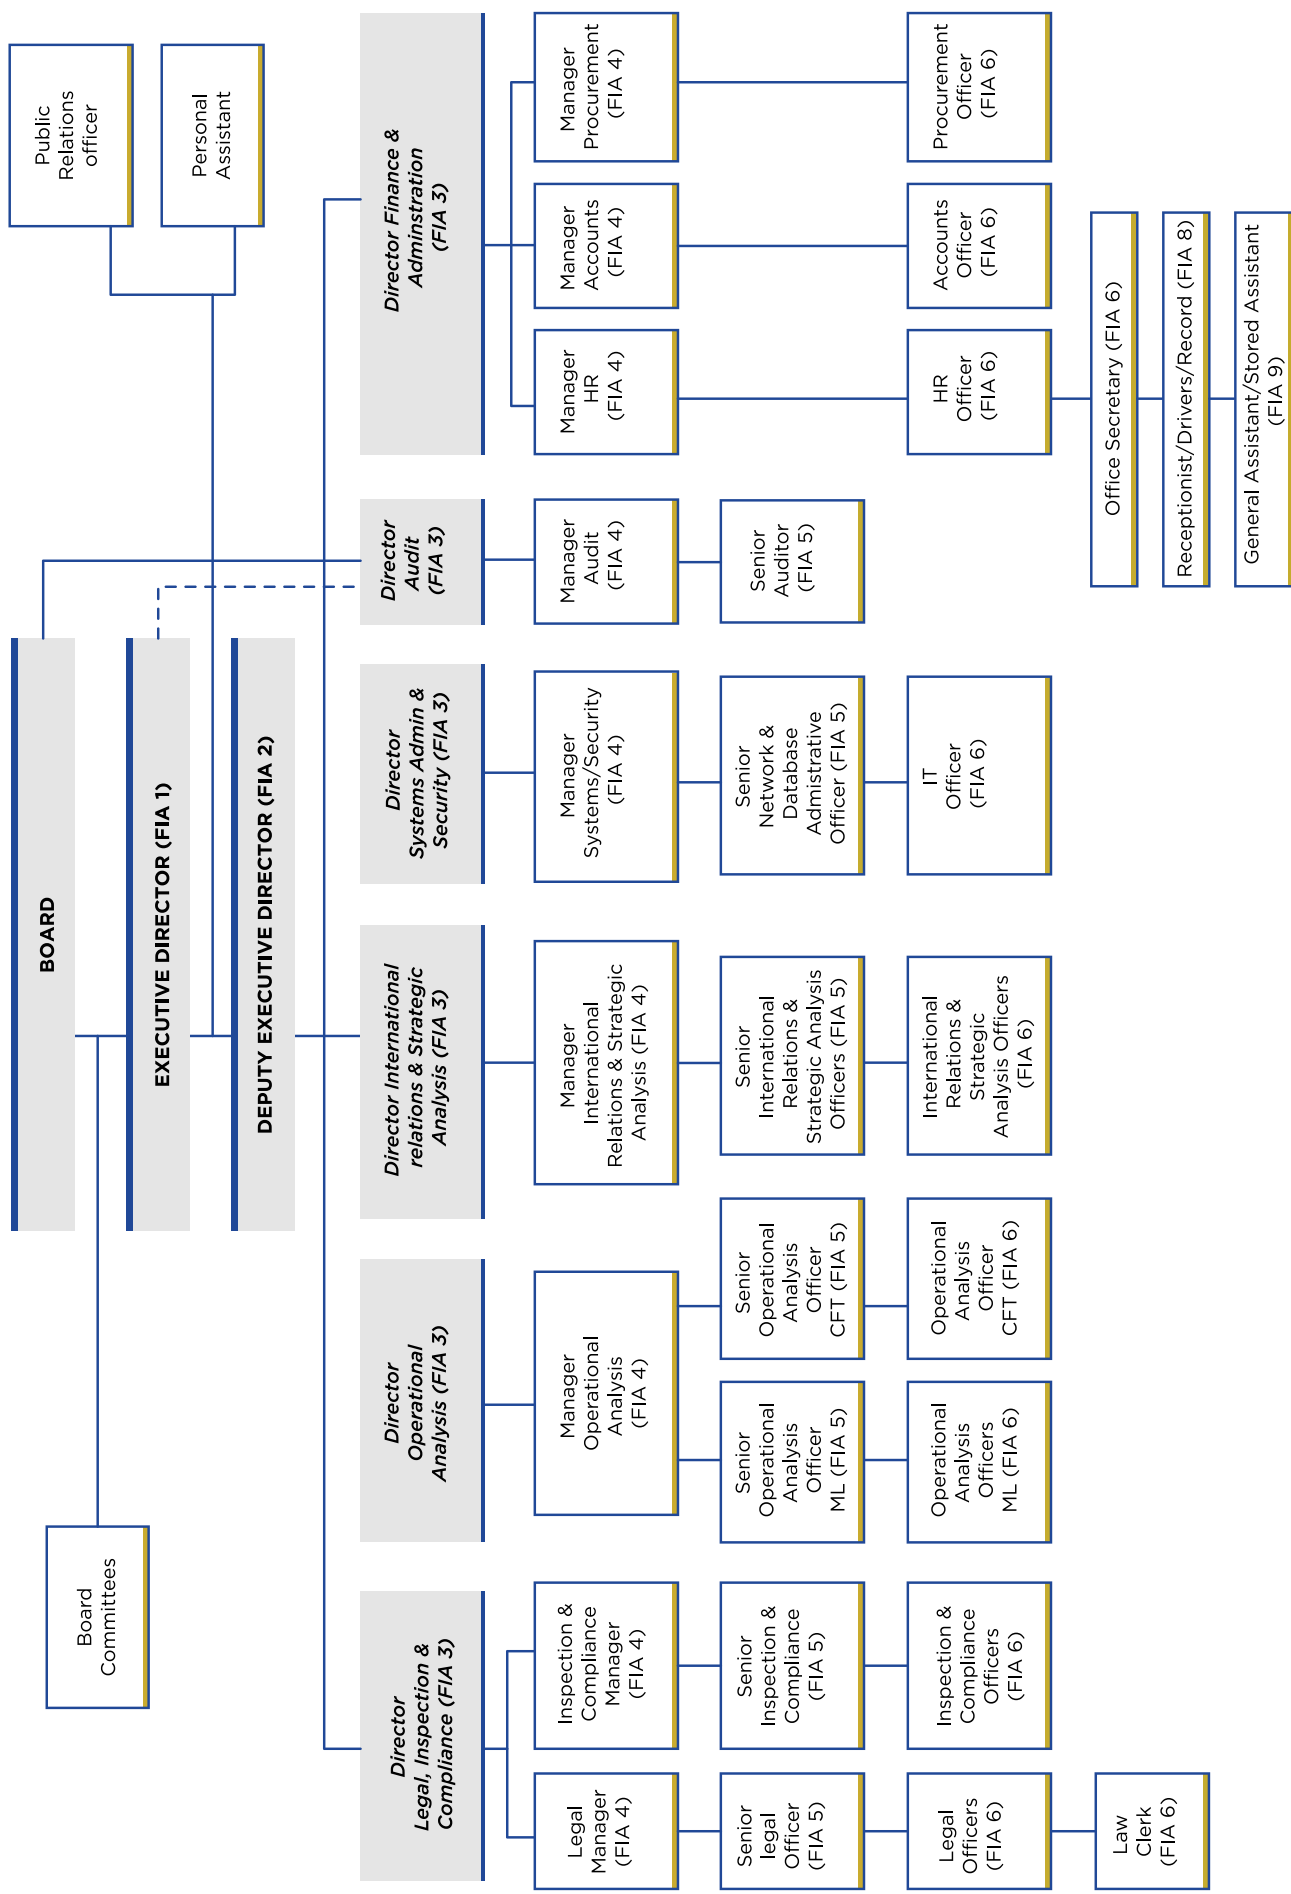 BOARD
Board
Committees
EXECUTIVE DIRECTOR (FIA 1)
Public
Relations
officer
Personal
Assistant
DEPUTY EXECUTIVE DIRECTOR (FIA 2)
Director
Legal, Inspection &
Compliance (FIA 3)
Director
Operational
Analysis (FIA 3)
Director International
relations & Strategic
Analysis (FIA 3)
Director
Systems Admin &
Security (FIA 3)
Director
Audit
(FIA 3)
Director Finance &
Adminstration
(FIA 3)
Legal
Manager
(FIA 4)
Inspection &
Compliance
Manager
(FIA 4)
Manager
Operational
Analysis
(FIA 4)
Manager
International
Relations & Strategic
Analysis (FIA 4)
Manager
Systems/Security
(FIA 4)
Manager
Audit
(FIA 4)
Manager
HR
(FIA 4)
Manager
Accounts
(FIA 4)
Manager
Procurement
(FIA 4)
Senior
legal
Officer
(FIA 5)
Senior
Inspection &
Compliance
(FIA 5)
Senior
Operational
Analysis
Officer
ML (FIA 5)
Senior
Operational
Analysis
Officer
CFT (FIA 5)
Senior
International
Relations &
Strategic Analysis
Officers (FIA 5)
Senior
Network &
Database
Admistrative
Officer (FIA 5)
Senior
Auditor
(FIA 5)
Legal
Officers
(FIA 6)
Inspection &
Compliance
Officers
(FIA 6)
Operational
Analysis
Officers
ML (FIA 6)
Operational
Analysis
Officer
CFT (FIA 6)
International
Relations &
Strategic
Analysis Officers
(FIA 6)
IT
Officer
(FIA 6)
HR
Officer
(FIA 6)
Accounts
Officer
(FIA 6)
Procurement
Officer
(FIA 6)
Law
Clerk
(FIA 6)
Office Secretary (FIA 6)
Receptionist/Drivers/Record (FIA 8)
General Assistant/Stored Assistant
(FIA 9)